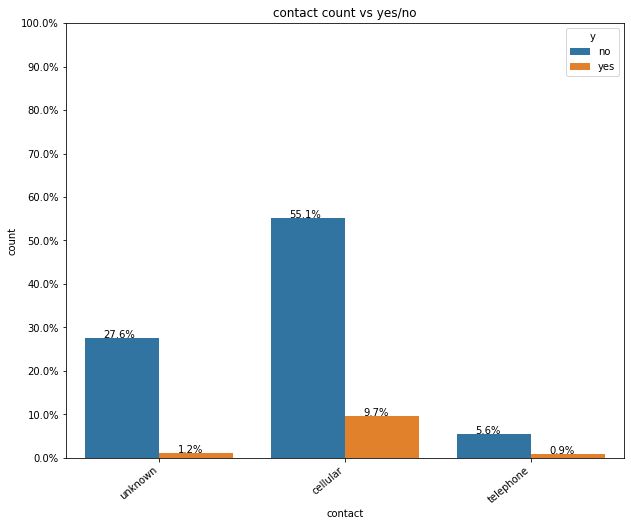 contact count vs yes/no
100.0%
90.0%
80.0%
70.0%
60.0%
50.0%
40.0%
30.0%
20.0%
10.0%
0.0%
count
y
no
yes
27.6%
1.2%
55.1%
9.7%
5.6%
0.9%
unknown
cellular
telephone
contact